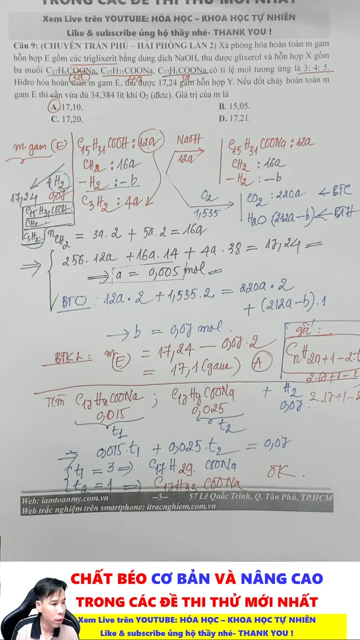 TRONG CÁC ĐỀ THI THỬ MỚI NHẤT
Xem Live trên YOUTUBE: HÓA HỌC – KHOA HỌC TỰ NHIÊN
Like & subscribe ủng hộ thầy nhé- THANK YOU !
Câu 9: (CHUYÊN TRẦN PHÚ – HẢI PHÒNG LẦN 2) Xà phòng hóa hoàn toàn m gam
hỗn hợp E gồm các triglixerit bằng dung dịch NaOH, thu được glixerol và hỗn hợp X gồm
ba muối C17HxCOONa, C15H31COONa, C17HyCOONa có tỉ lệ mol tương ứng là 3: 4: 5.
Hiđro hóa hoàn toàn m gam E, thu được 17,24 gam hỗn hợp Y. Nếu đốt cháy hoàn toàn m
gam E thì cần vừa đủ 34,384 lít khí O2 (đktc). Giá trị của m là
A. 17,10. B. 15,05.
C. 17,20. D. 17,21.
m gam (E)
C15H31COOH: 12a
CH2: 16a
-H2: -b
C3H2: 4a
NaOH
12a
C15H31COONa: 12a
CH2: 16a
-H2: -b
O2
1,535
CO2: 220a ← BTC
H2O (212a-b) ← BTH
17,24
C15H31COOH
CH2
C3H2
nCH2 = 3a.2 + 5a.2 = 16a
⇒ 256.12a + 16a.14 + 4a.38 = 17,24
⇒ a = 0,005 mol
BTO: 12a.2 + 1,535.2 = 220a.2
+ (212a-b).1
→ b = 0,07 mol.
BTKL: m(E) = 17,24 - 0,07.2
= 17,1 (gam) A
Tìm C17HxCOONa ; C17HyCOONa + H2
0,015 0,025 0,07
t1 t2
→ 0,015.t1 + 0,025.t2 = 0,07
t1 = 3 ⇒ C17H29COONa
t2 = 1 ⇒ C17H33COONa
OK.
Web: iamtoanmy.com.vn --5-- 57 Lê Quốc Trinh, Q. Tân Phú, TP.HCM
Web trắc nghiệm trên smartphone: itracnghiem.com.vn
CHẤT BÉO CƠ BẢN VÀ NÂNG CAO
TRONG CÁC ĐỀ THI THỬ MỚI NHẤT
Xem Live trên YOUTUBE: HÓA HỌC – KHOA HỌC TỰ NHIÊN
Like & subscribe ủng hộ thầy nhé- THANK YOU !